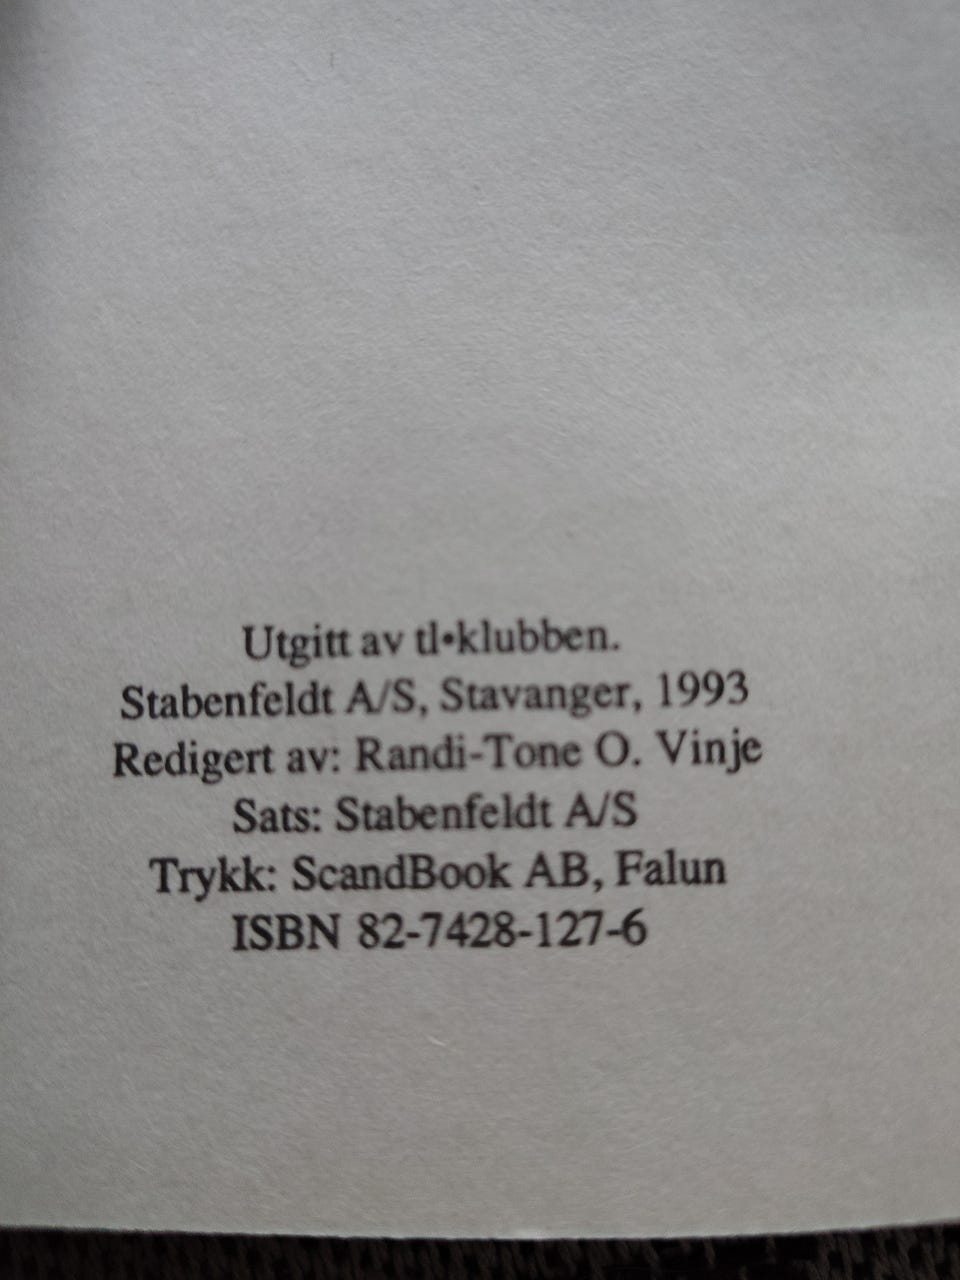 Utgitt av tl•klubben.
Stabenfeldt A/S, Stavanger, 1993
Redigert av: Randi-Tone O. Vinje
Sats: Stabenfeldt A/S
Trykk: ScandBook AB, Falun
ISBN 82-7428-127-6